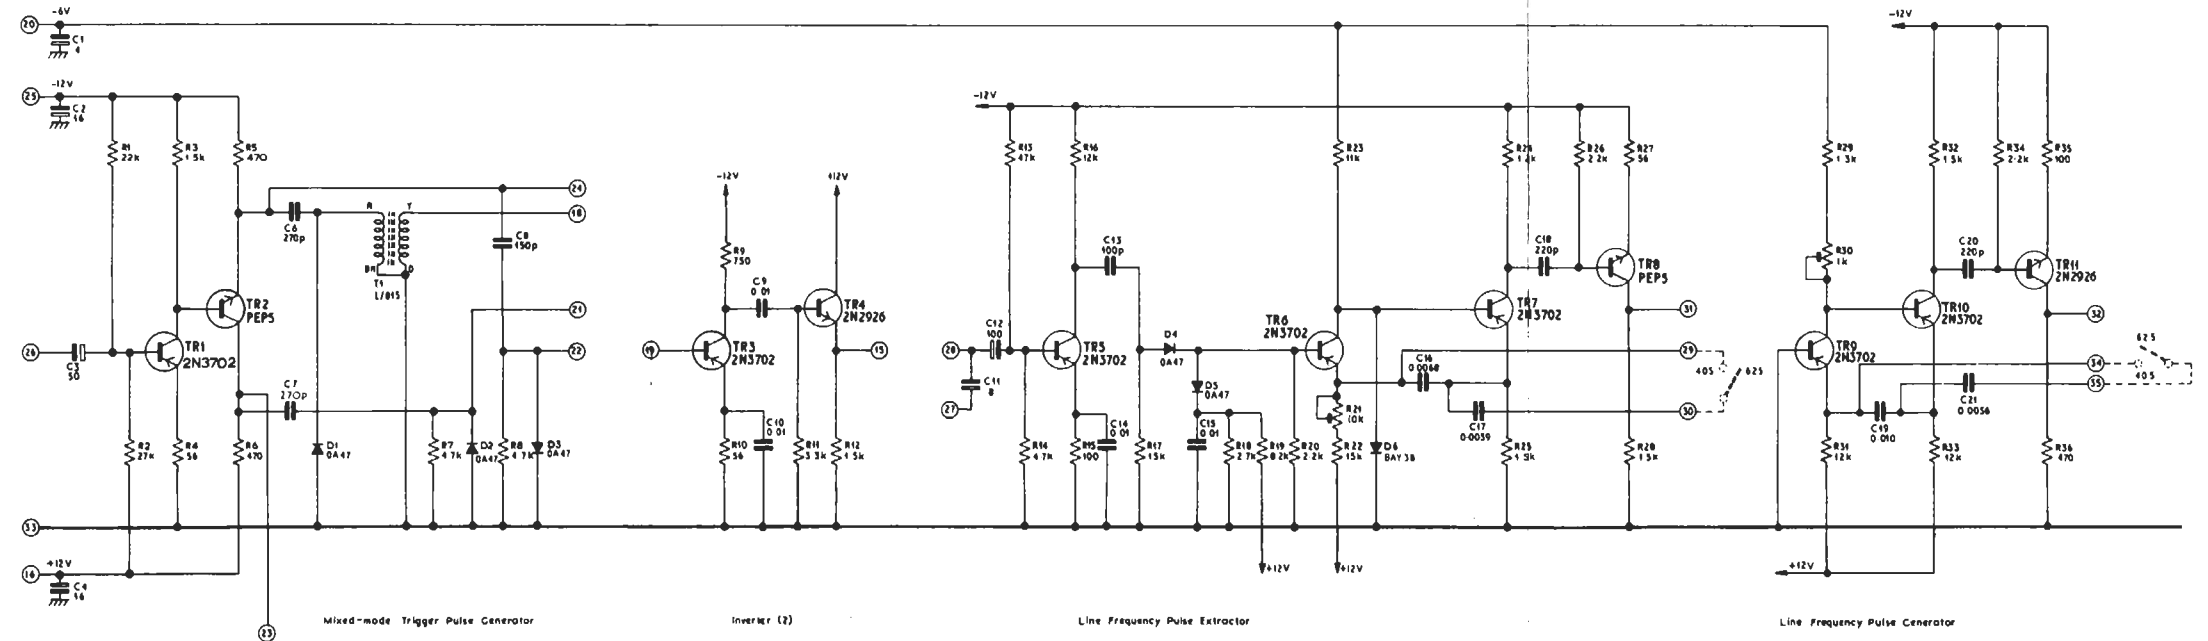 20
-6V
C1
4
25
-12V
C2
16
R1
22k
R3
1.5k
R5
470
24
18
C6
270p
R
T
BN
O
T1
L/815
C8
150p
TR2
PEP5
21
26
C3
50
TR1
2N3702
22
C7
270p
R2
27k
R4
56
R6
470
D1
0A47
R7
4.7k
D2
0A47
R8
4.7k
D3
0A47
33
16
+12V
C4
16
23
Mixed-mode Trigger Pulse Generator
-12V
+12V
R9
750
C9
0.01
TR4
2N2926
19
TR3
2N3702
15
R10
56
C10
0.01
R11
3.3k
R12
1.5k
Inverter (2)
-12V
R13
47k
R16
12k
R23
11k
R26
2.2k
R27
56
C13
100p
C18
220p
TR8
PEP5
C12
100
28
C11
8
27
TR5
2N3702
D4
0A47
TR6
2N3702
TR7
2N3702
31
D5
0A47
C16
0.0068
29
405
625
30
C17
0.0039
R21
10k
R14
4.7k
R15
100
C14
0.01
R17
15k
C15
0.01
R18
2.7k
R19
8.2k
R20
2.2k
R22
15k
D6
BAY38
R25
R28
1.5k
+12V
+12V
Line Frequency Pulse Extractor
-12V
R29
1.3k
R32
1.5k
R34
2.2k
R35
100
R30
1k
C20
220p
TR11
2N2926
TR10
2N3702
32
TR9
2N3702
34
35
625
405
C21
0.0056
C19
0.010
R31
12k
R33
12k
R36
470
+12V
Line Frequency Pulse Generator